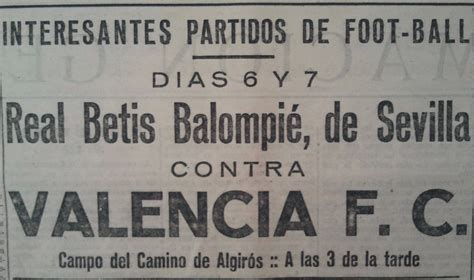 INTERESANTES PARTIDOS DE FOOT-BALL
DIAS 6 Y 7
Real Betis Balompié, de Sevilla
CONTRA
VALENCIA F. C.
Campo del Camino de Algirós :: A las 3 de la tarde